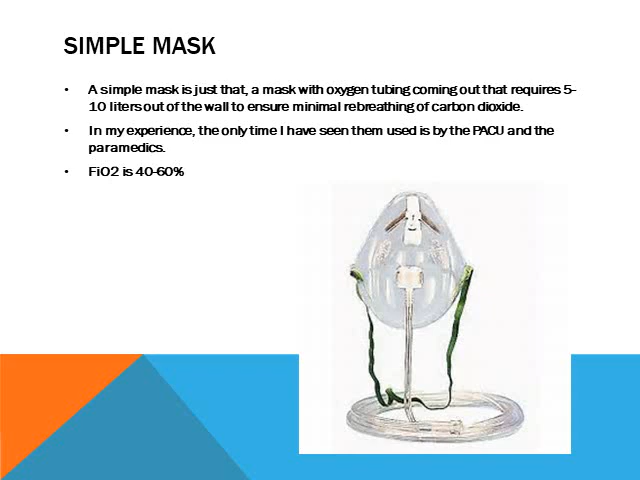 SIMPLE MASK
• A simple mask is just that, a mask with oxygen tubing coming out that requires 5-
10 liters out of the wall to ensure minimal rebreathing of carbon dioxide.
• In my experience, the only time I have seen them used is by the PACU and the
paramedics.
• FiO2 is 40-60%